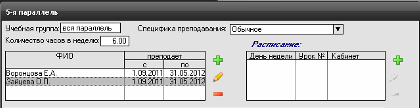 5-я параллель
Учебная группа: вся параллель Специфика преподавания: Обычное
Количество часов в неделю: 6.00
Расписание:
ФИО преподает День недели Урок № Кабинет
с по
Воронцова Е.А. 1.09.2011 31.05.2012
Зайцева О.П. 1.09.2011 31.05.2012